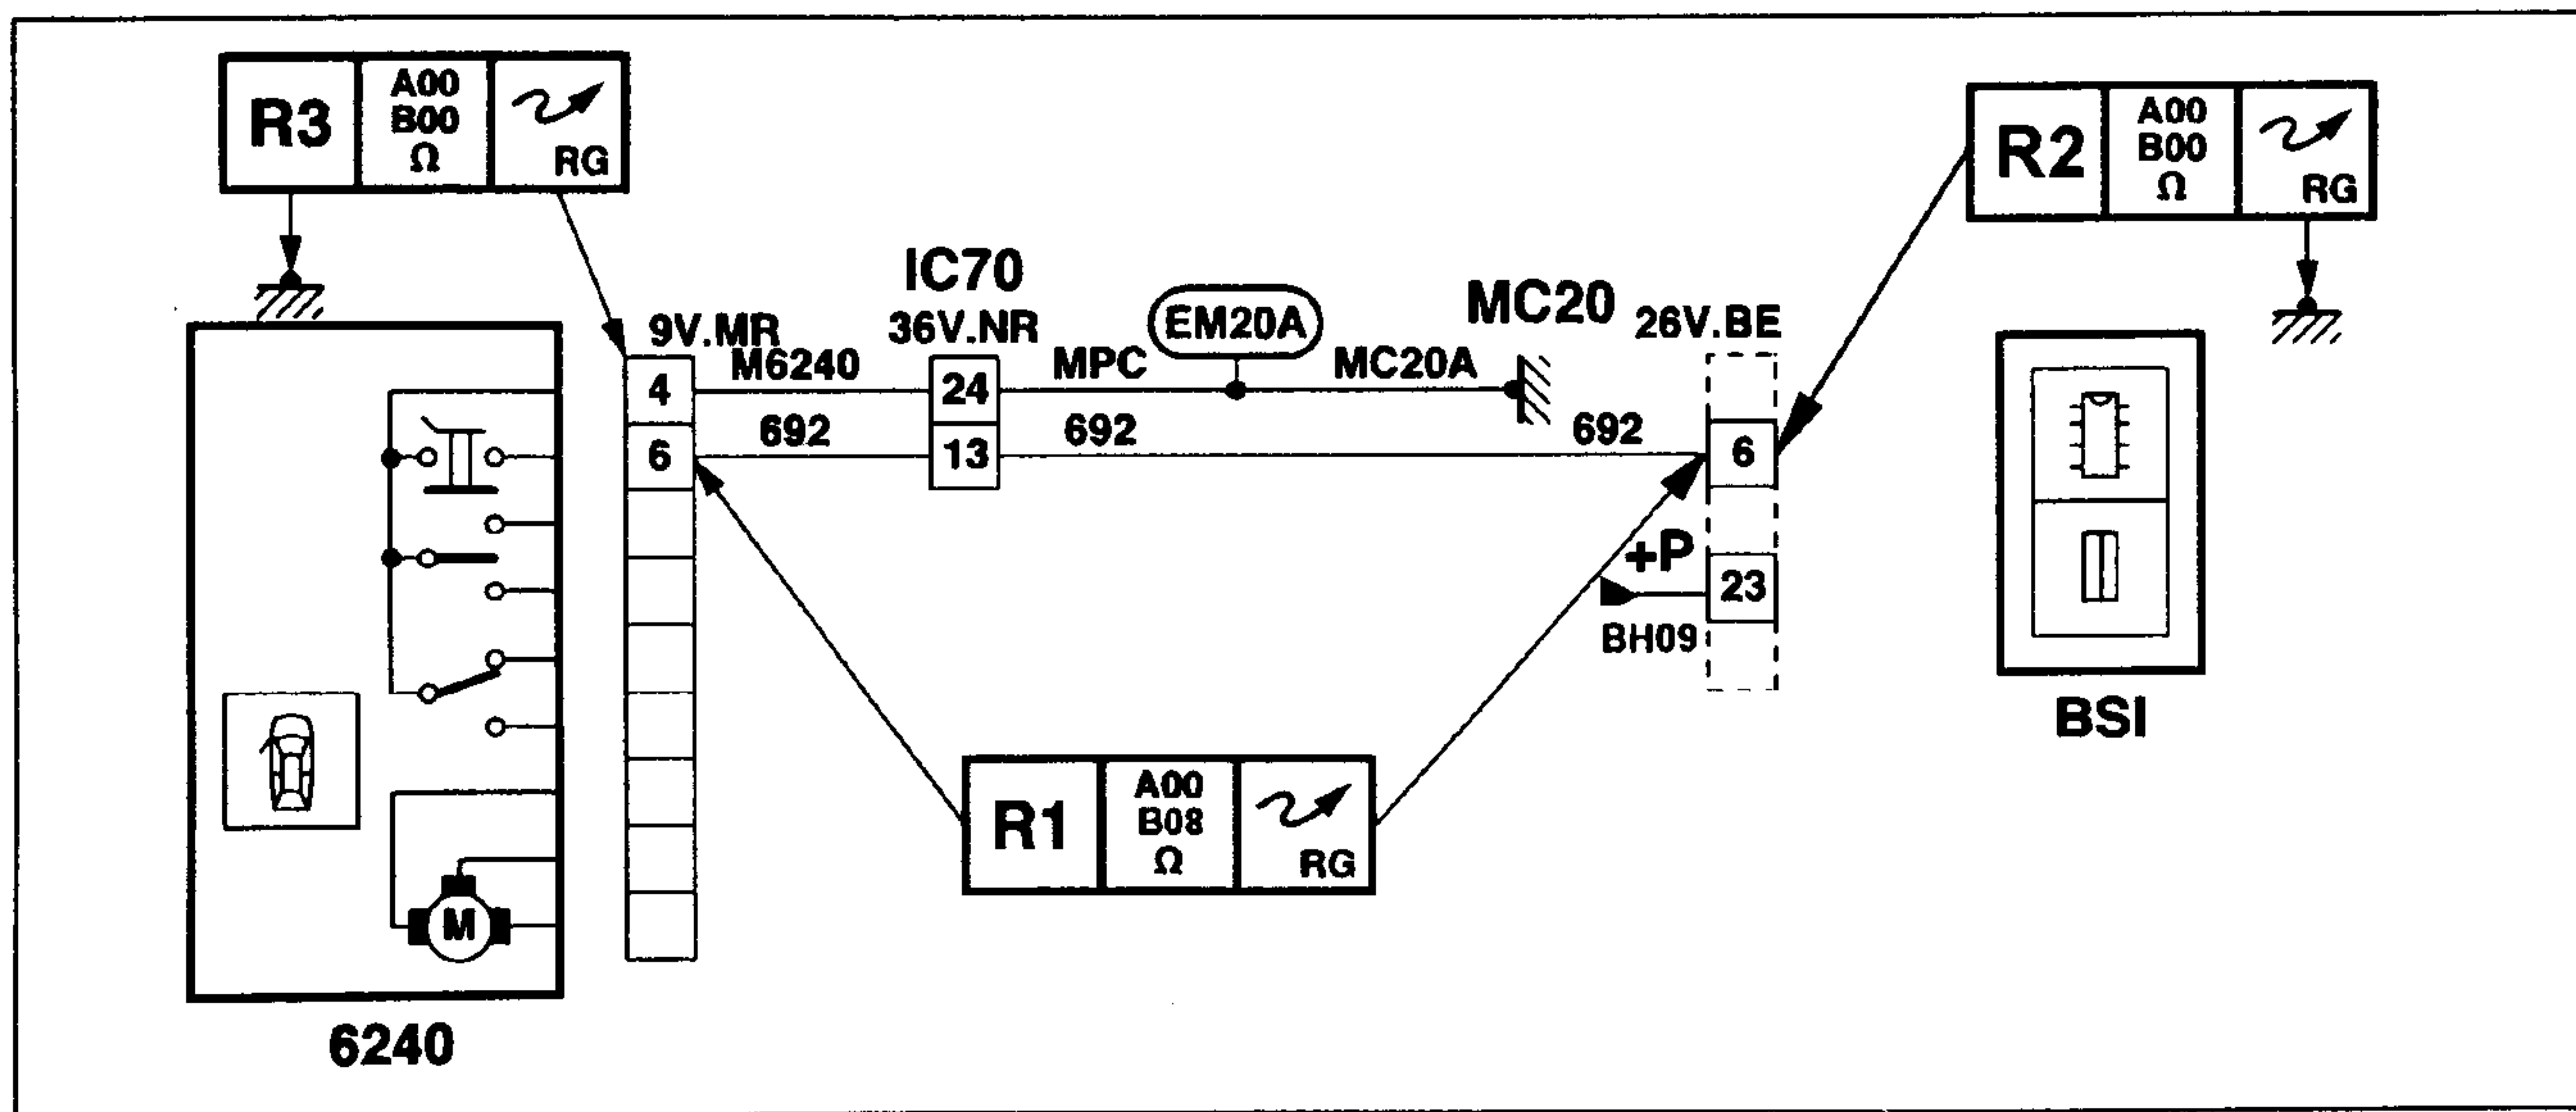 R3
A00
B00
Ω
RG
R2
A00
B00
Ω
RG
IC70
36V.NR
9V.MR
EM20A
MC20
26V.BE
4
M6240
24
MPC
MC20A
6
692
13
692
692
6
+P
23
BH09
BSI
R1
A00
B08
Ω
RG
M
6240